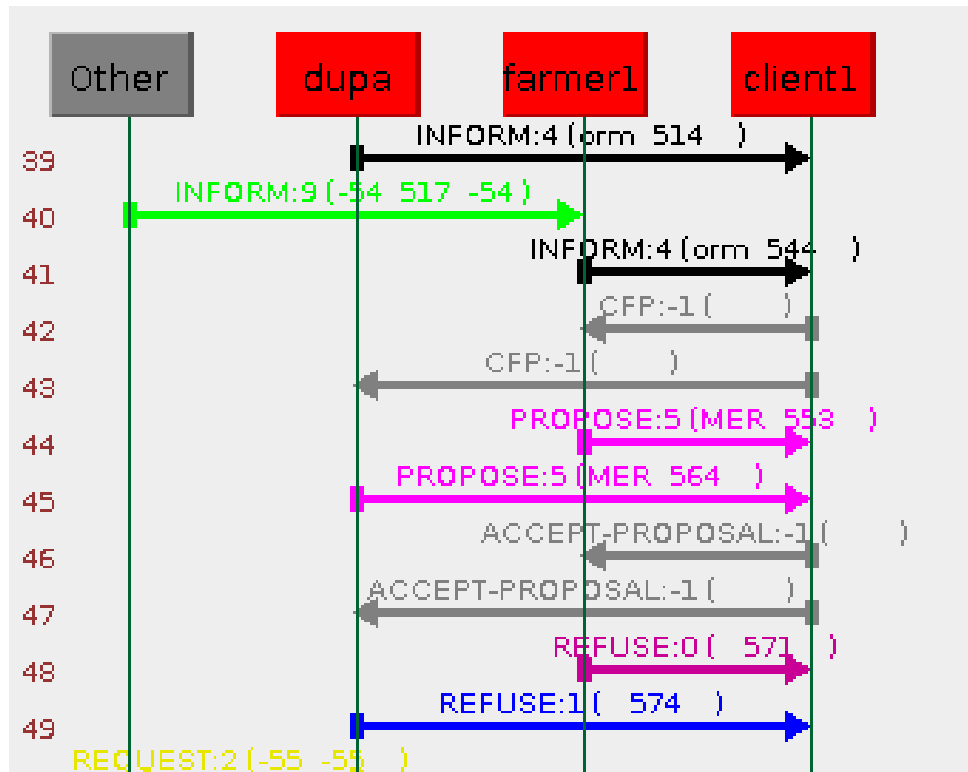 Other dupa farmer1 client1
INFORM:4 (orm 514 )
39
INFORM:9 (-54 517 -54)
40
INFORM:4 (orm 544 )
41
CFP:-1 ( )
42
CFP:-1 ( )
43
PROPOSE:5 (MER 553 )
44
PROPOSE:5 (MER 564 )
45
ACCEPT-PROPOSAL:-1 ( )
46
ACCEPT-PROPOSAL:-1 ( )
47
REFUSE:0 ( 571 )
48
REFUSE:1 ( 574 )
49
REQUEST:2 (-55 -55 )